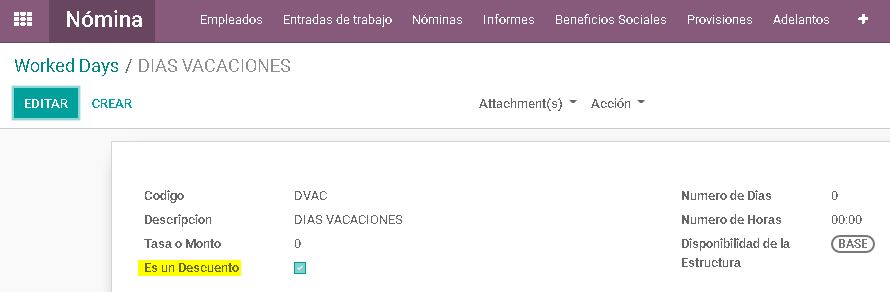 Nómina Empleados Entradas de trabajo Nóminas Informes Beneficios Sociales Provisiones Adelantos +
Worked Days / DIAS VACACIONES
EDITAR CREAR Attachment(s) Acción
Codigo DVAC Numero de Dias 0
Descripcion DIAS VACACIONES Numero de Horas 00:00
Tasa o Monto 0 Disponibilidad de la BASE
Es un Descuento Estructura